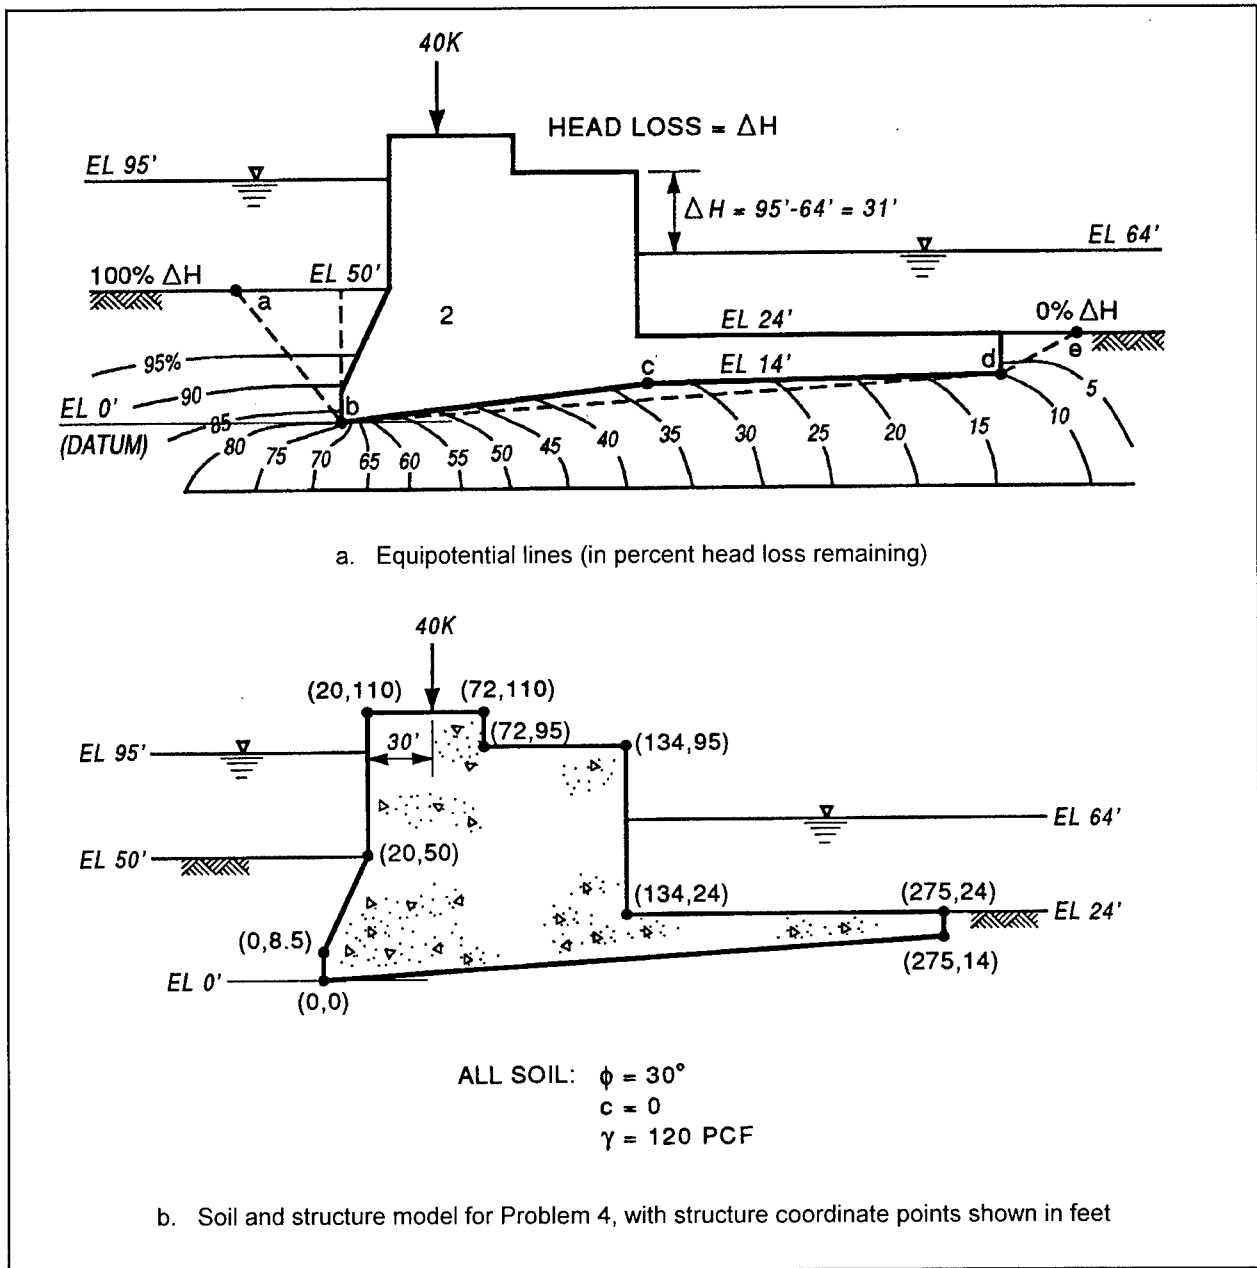 40K
HEAD LOSS = ΔH
EL 95'
ΔH = 95'-64' = 31'
EL 64'
100% ΔH
EL 50'
a
2
EL 24'
0% ΔH
e
d
c
EL 14'
95%
90
EL 0'
(DATUM)
85
b
80
75
70
65
60
55
50
45
40
35
30
25
20
15
10
5
a. Equipotential lines (in percent head loss remaining)
40K
(20,110)
(72,110)
(72,95)
(134,95)
30'
EL 95'
EL 64'
EL 50'
(20,50)
(134,24)
(275,24)
EL 24'
(0,8.5)
(275,14)
EL 0'
(0,0)
ALL SOIL: ϕ = 30°
c = 0
γ = 120 PCF
b. Soil and structure model for Problem 4, with structure coordinate points shown in feet